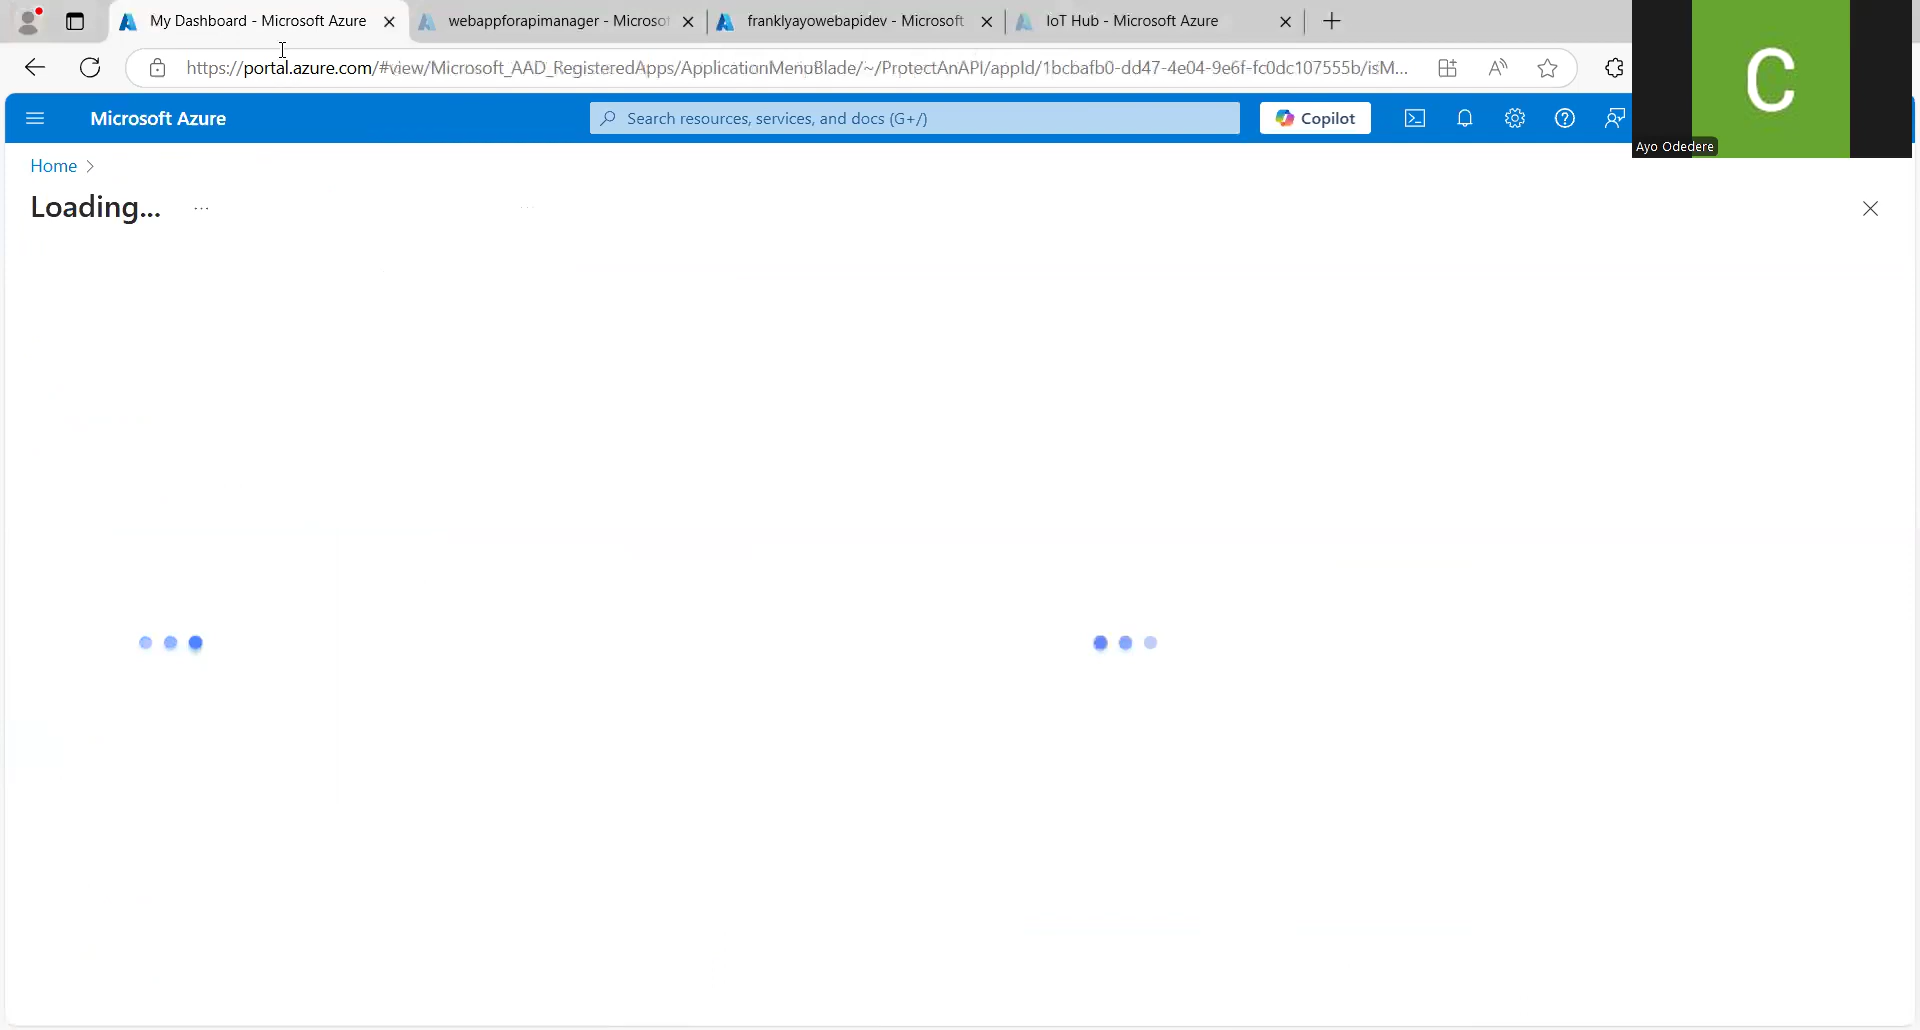 My Dashboard - Microsoft Azure
webappforapimanager - Microso
franklyayowebapidev - Microsoft
IoT Hub - Microsoft Azure
https://portal.azure.com/#view/Microsoft_AAD_RegisteredApps/ApplicationMenuBlade/~/ProtectAnAPI/appId/1bcbafb0-dd47-4e04-9e6f-fc0dc107555b/isM...
Microsoft Azure
Search resources, services, and docs (G+/)
Copilot
C
Ayo Odedere
Home >
Loading...